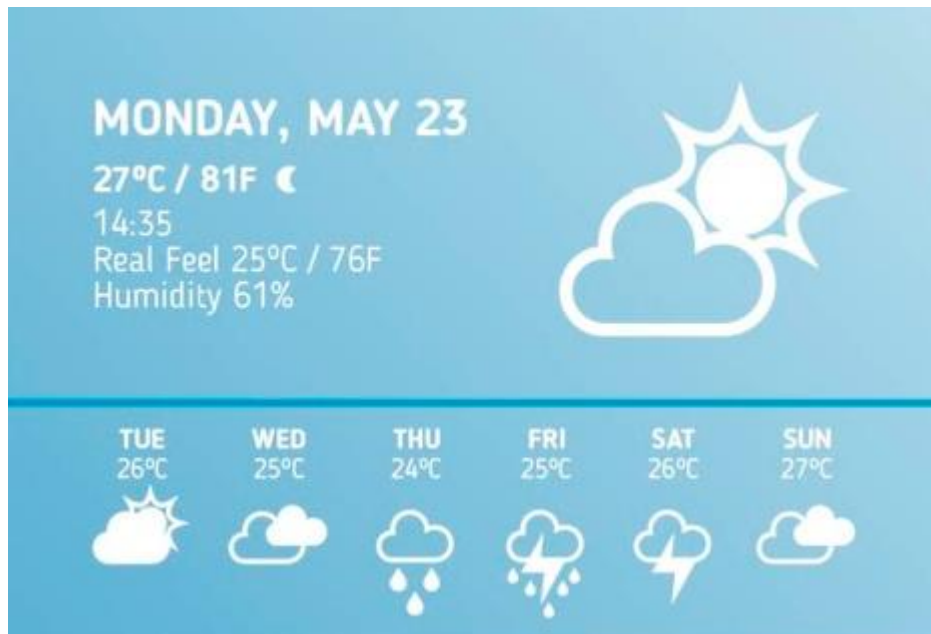 MONDAY, MAY 23
27ºC / 81F
14:35
Real Feel 25ºC / 76F
Humidity 61%
TUE WED THU FRI SAT SUN
26ºC 25ºC 24ºC 25ºC 26ºC 27ºC